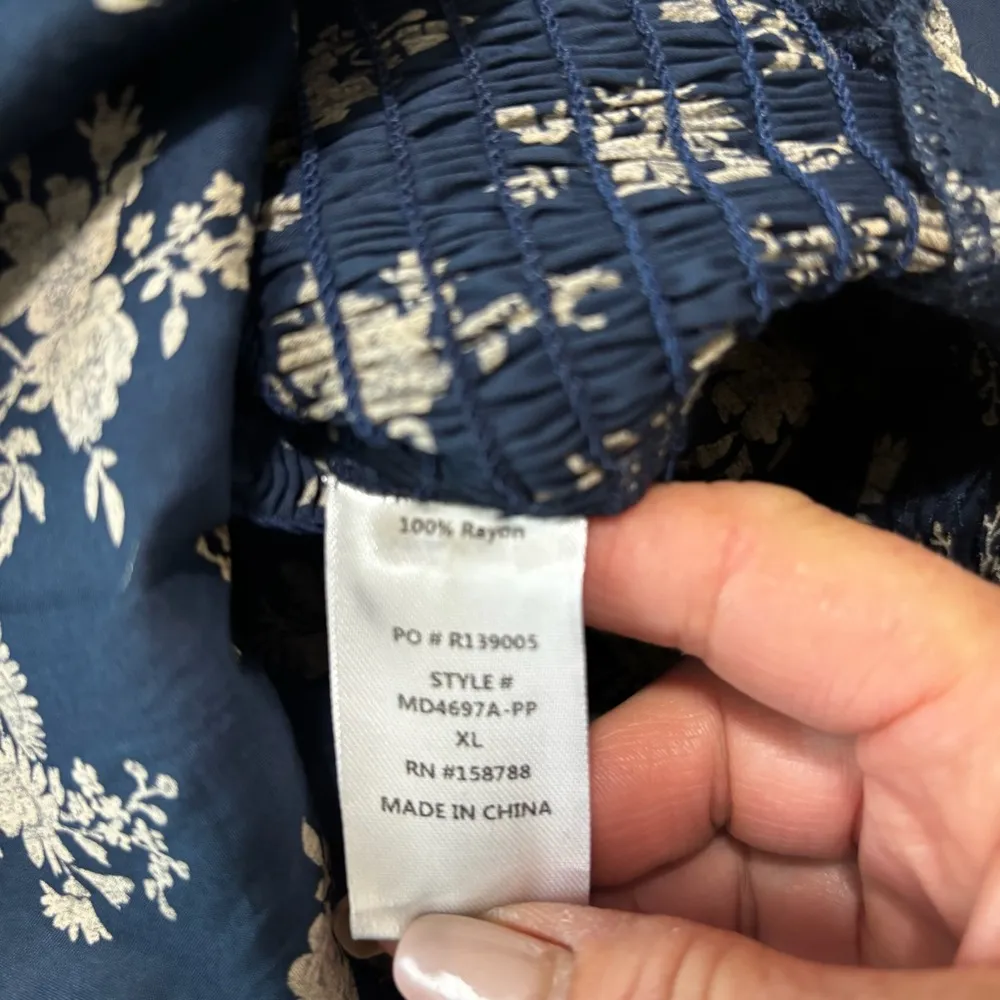 100% Rayon
PO # R139005
STYLE #
MD4697A-PP
XL
RN #158788
MADE IN CHINA